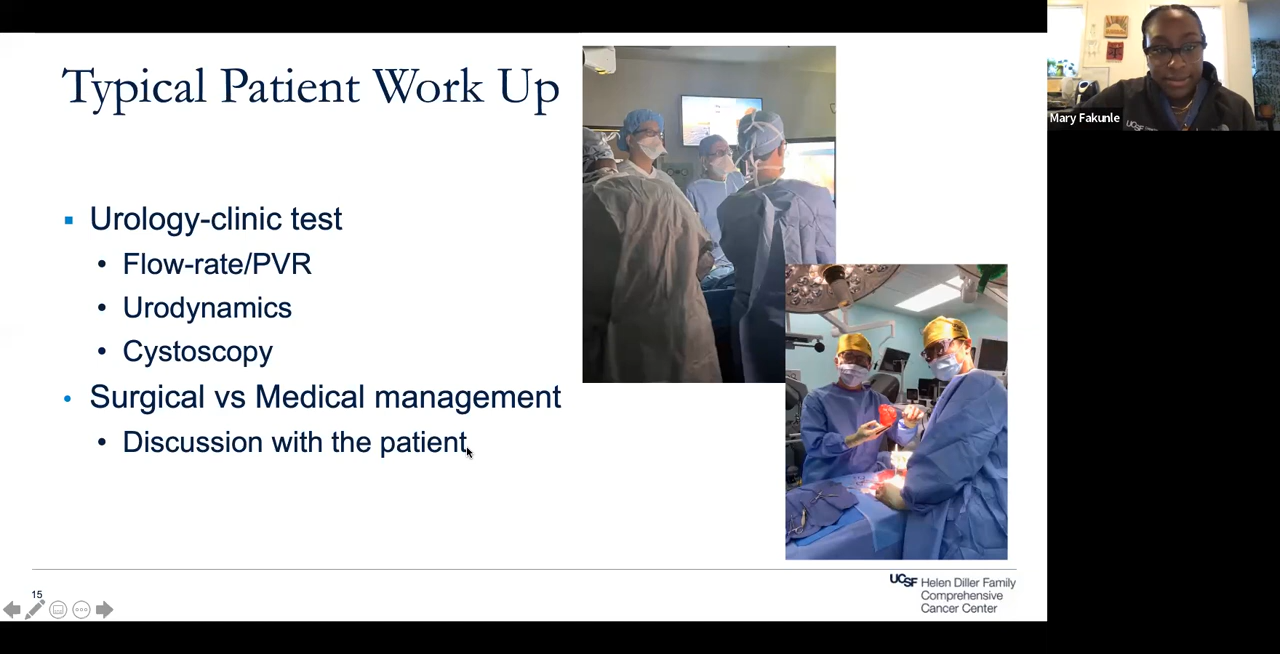 Typical Patient Work Up
Urology-clinic test
Flow-rate/PVR
Urodynamics
Cystoscopy
Surgical vs Medical management
Discussion with the patient
15
UCSF Helen Diller Family
Comprehensive
Cancer Center
Mary Fakunle
UCSF